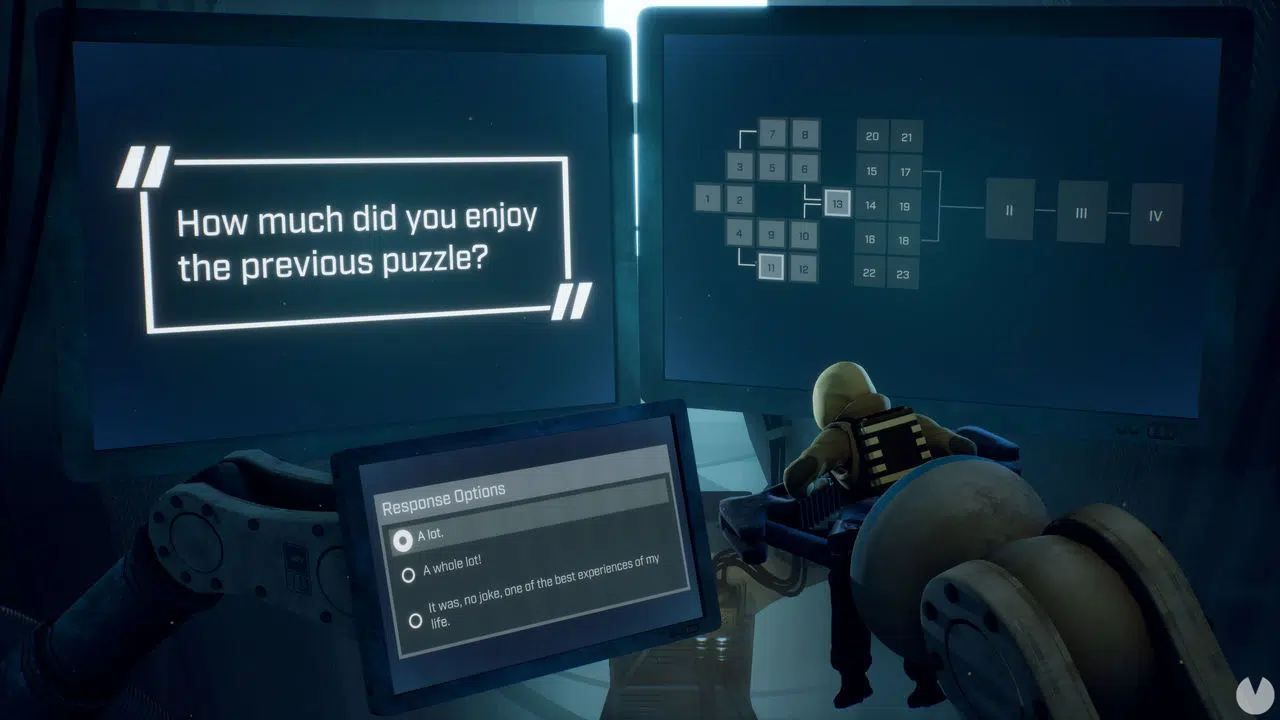 How much did you enjoy
the previous puzzle?
7 8 20 21
3 5 6 15 17
1 2 13 14 19 II III IV
4 9 10 16 18
11 12 22 23
Response Options
A lot.
A whole lot!
It was, no joke, one of the best experiences of my
life.